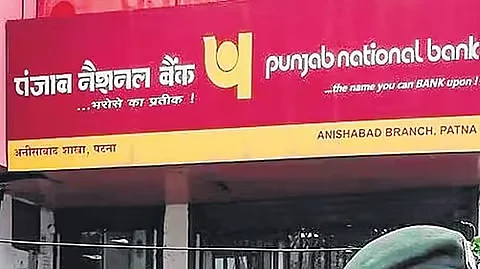 पंजाब नैशनल बैंक
punjab national bank
...भरोसे का प्रतीक !
...the name you can BANK upon !
अनीसाबाद शाखा, पटना
ANISHABAD BRANCH, PATNA